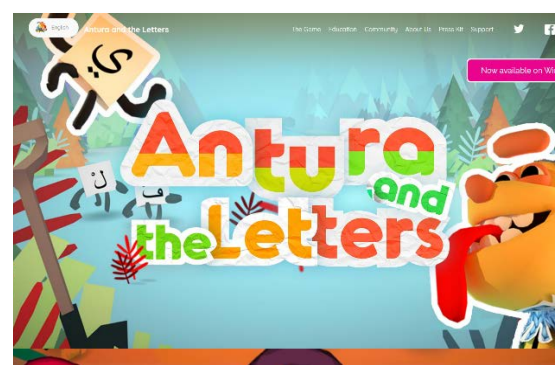 English
Antura and the Letters
The Game Education Community About Us Press Kit Support
Now available on
ي
Antura
and
the Letters
لْ
ف